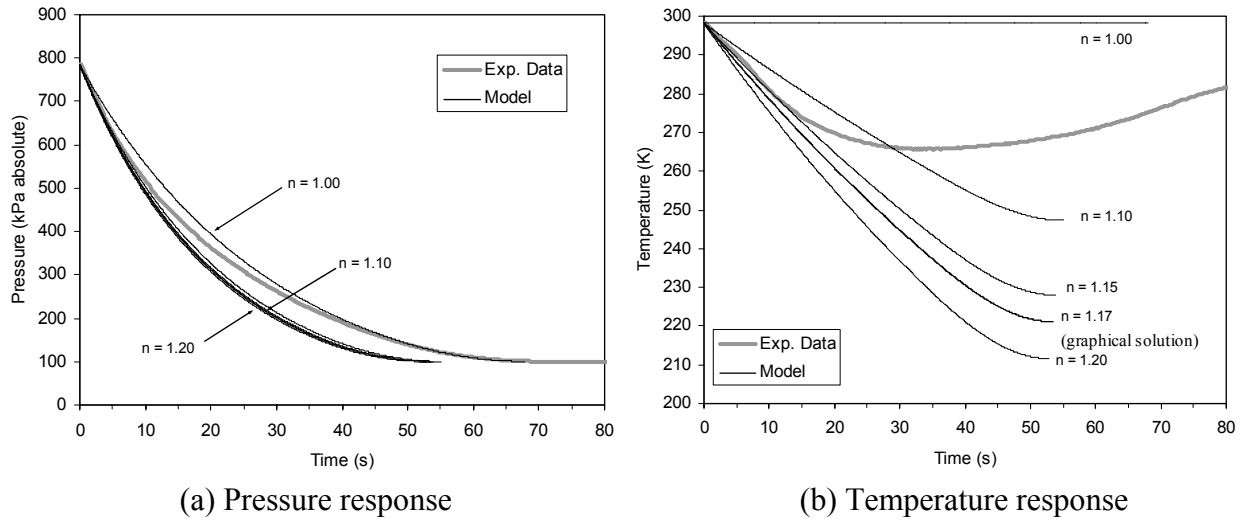 900
800
700
600
500
400
300
200
100
0
Pressure (kPa absolute)
Exp. Data
Model
n = 1.00
n = 1.10
n = 1.20
0 10 20 30 40 50 60 70 80
Time (s)
(a) Pressure response
300
290
280
270
260
250
240
230
220
210
200
Temperature (K)
n = 1.00
n = 1.10
n = 1.15
n = 1.17
(graphical solution)
n = 1.20
Exp. Data
Model
0 10 20 30 40 50 60 70 80
Time (s)
(b) Temperature response